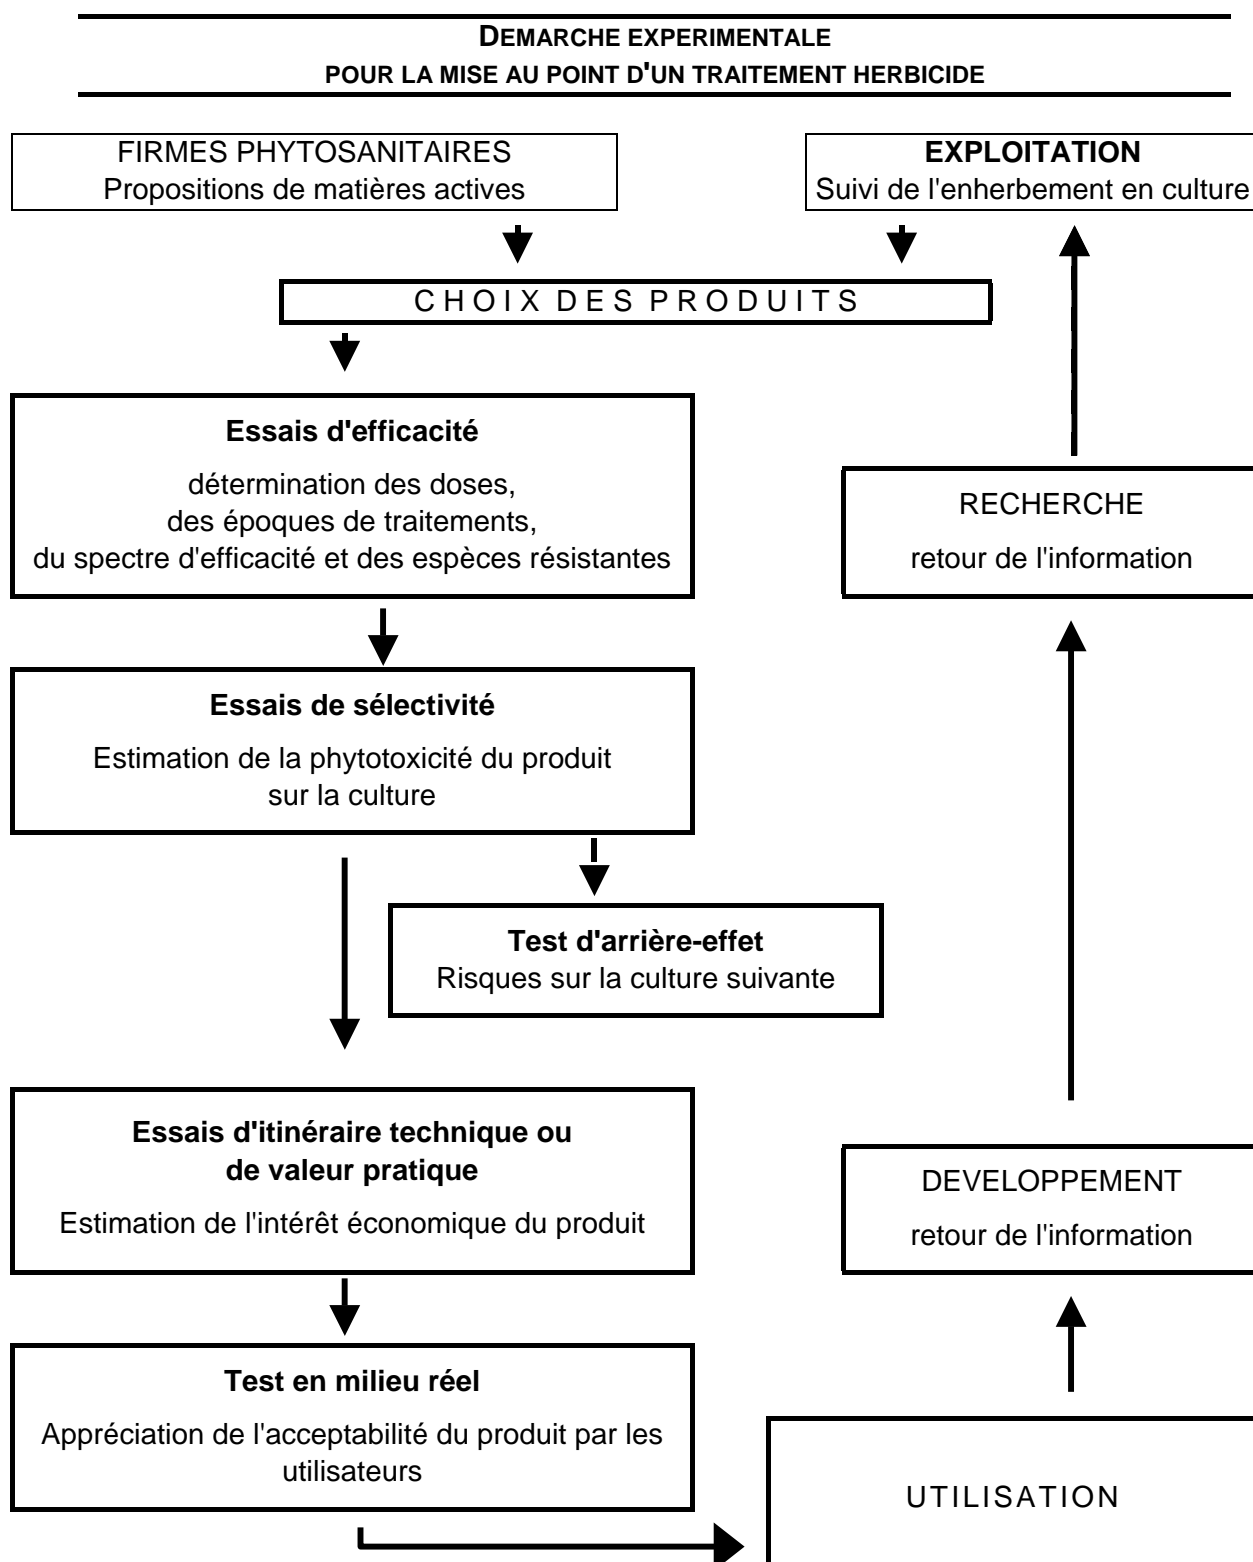 DEMARCHE EXPERIMENTALE
POUR LA MISE AU POINT D'UN TRAITEMENT HERBICIDE
FIRMES PHYTOSANITAIRES
Propositions de matières actives
EXPLOITATION
Suivi de l'enherbement en culture
CHOIX DES PRODUITS
Essais d'efficacité
détermination des doses,
des époques de traitements,
du spectre d'efficacité et des espèces résistantes
RECHERCHE
retour de l'information
Essais de sélectivité
Estimation de la phytotoxicité du produit
sur la culture
Test d'arrière-effet
Risques sur la culture suivante
Essais d'itinéraire technique ou
de valeur pratique
Estimation de l'intérêt économique du produit
DEVELOPPEMENT
retour de l'information
Test en milieu réel
Appréciation de l'acceptabilité du produit par les
utilisateurs
UTILISATION